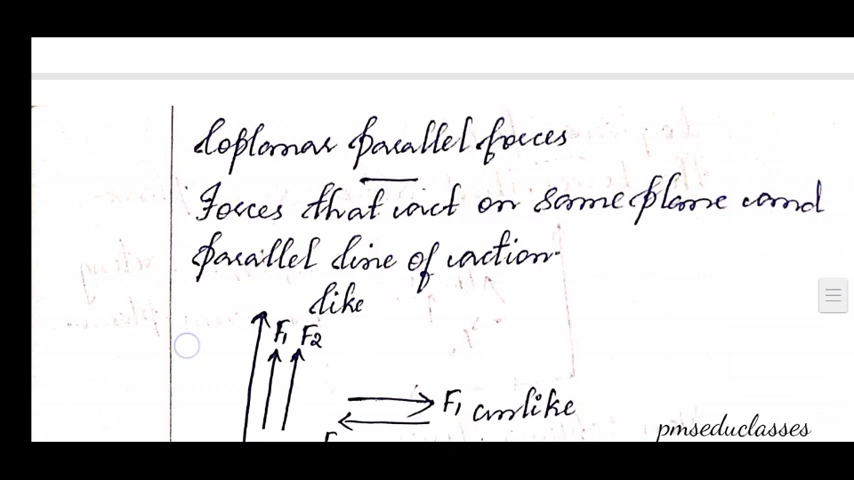 Coplanar parallel forces
Forces that act on same plane and
parallel line of action.
like
F1 F2
F1 unlike
F
pmseduclasses